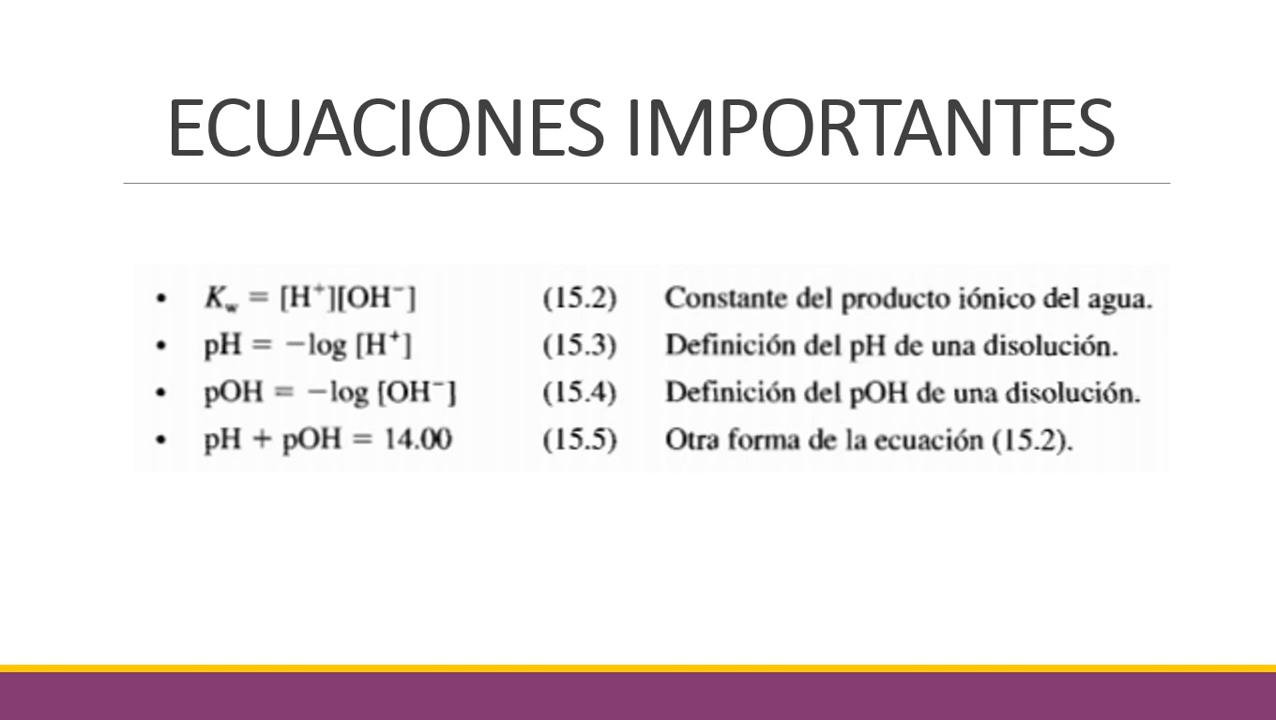 ECUACIONES IMPORTANTES
• K_w = [H⁺][OH⁻] (15.2) Constante del producto iónico del agua.
• pH = −log [H⁺] (15.3) Definición del pH de una disolución.
• pOH = −log [OH⁻] (15.4) Definición del pOH de una disolución.
• pH + pOH = 14.00 (15.5) Otra forma de la ecuación (15.2).